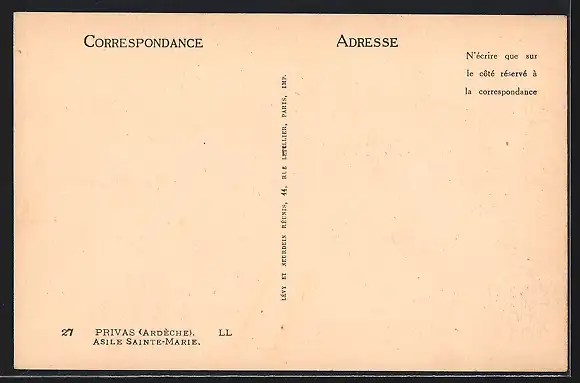 CORRESPONDANCE
ADRESSE
N'écrire que sur
le côté réservé à
la correspondance
LÉVY ET NEURDEIN RÉUNIS, 44, RUE LETELLIER, PARIS, IMP.
27 PRIVAS (ARDÈCHE). LL
ASILE SAINTE-MARIE.